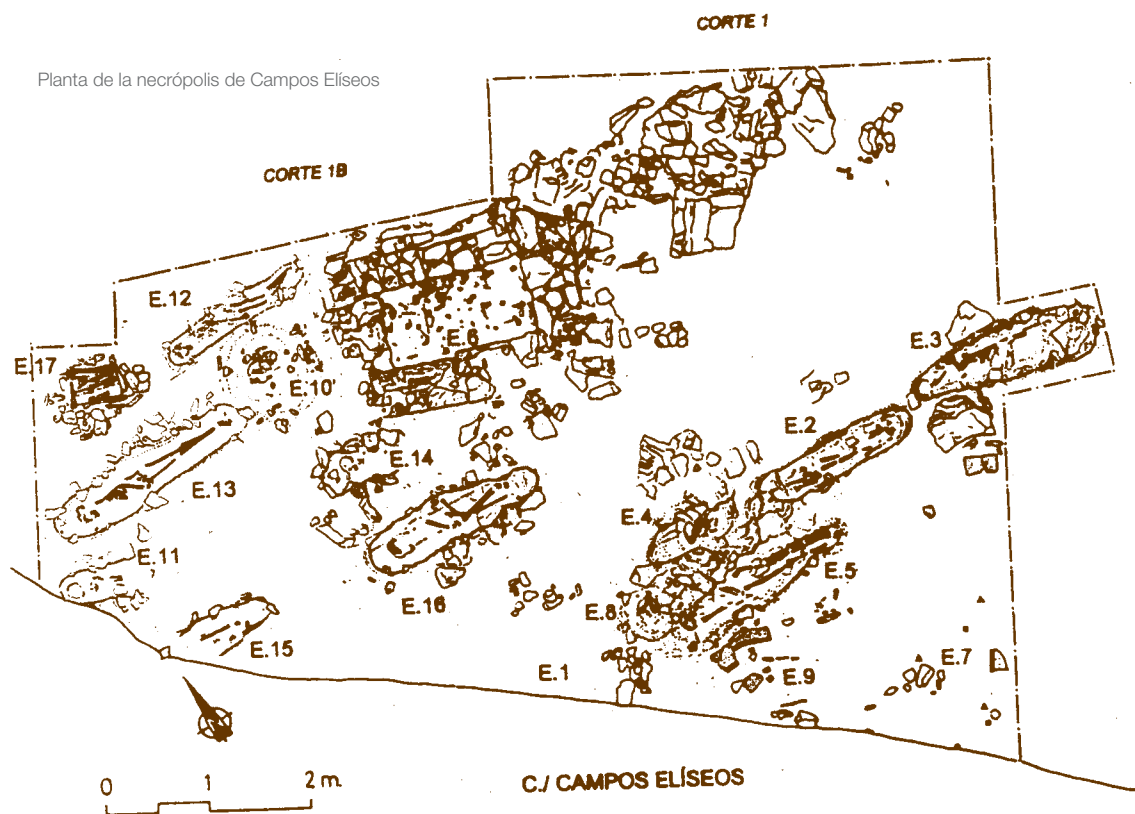 CORTE 1
Planta de la necrópolis de Campos Elíseos
CORTE 1B
E.12
E.3
E.17
E.6
E.10
E.2
E.14
E.13
E.4
E.11
E.5
E.16
E.8
E.15
E.1
E.9
E.7
0 1 2 m.
C./ CAMPOS ELÍSEOS